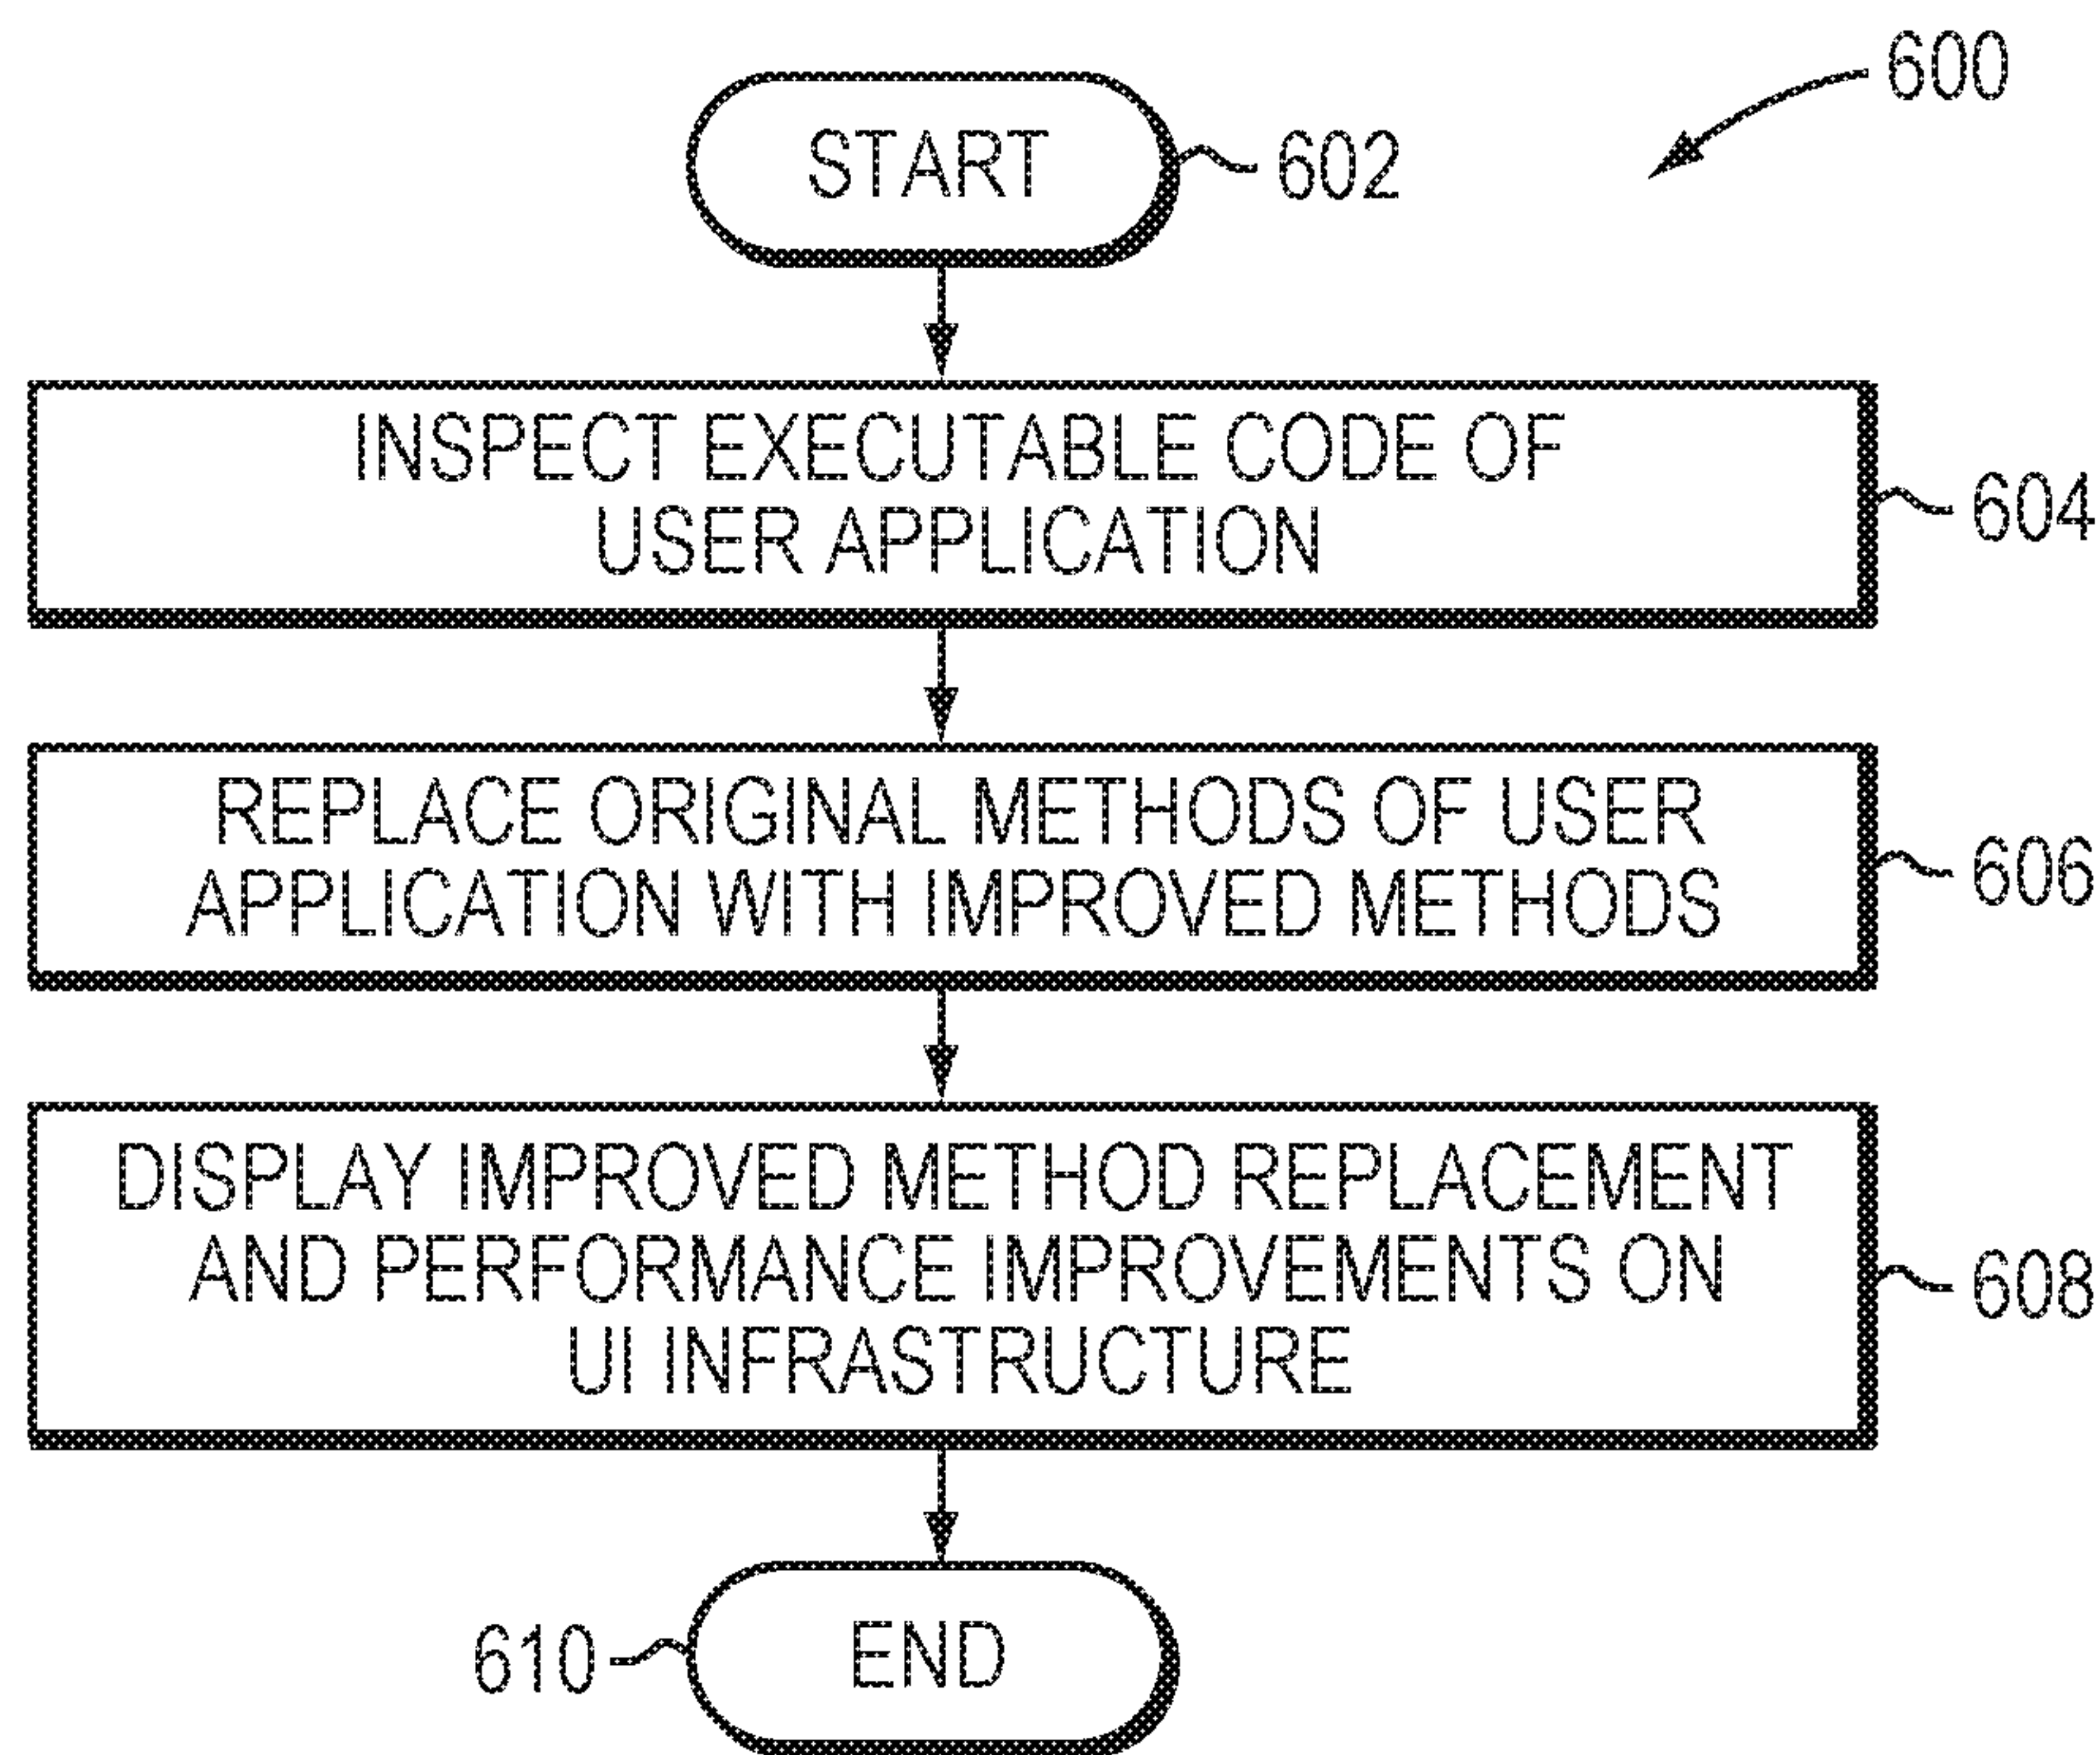 600
START
602
INSPECT EXECUTABLE CODE OF
USER APPLICATION
604
REPLACE ORIGINAL METHODS OF USER
APPLICATION WITH IMPROVED METHODS
606
DISPLAY IMPROVED METHOD REPLACEMENT
AND PERFORMANCE IMPROVEMENTS ON
UI INFRASTRUCTURE
608
610
END